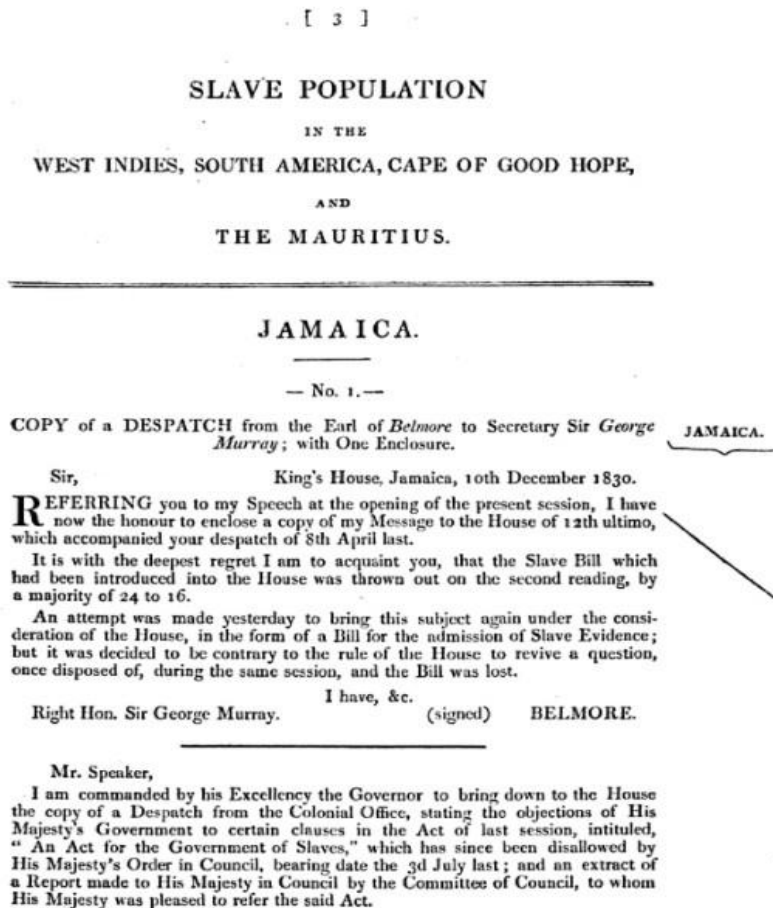 [ 3 ]
SLAVE POPULATION
IN THE
WEST INDIES, SOUTH AMERICA, CAPE OF GOOD HOPE,
AND
THE MAURITIUS.
JAMAICA.
— No. 1.—
COPY of a DESPATCH from the Earl of Belmore to Secretary Sir George
Murray; with One Enclosure.
JAMAICA.
Sir, King's House, Jamaica, 10th December 1830.
REFERRING you to my Speech at the opening of the present session, I have
now the honour to enclose a copy of my Message to the House of 12th ultimo,
which accompanied your despatch of 8th April last.
It is with the deepest regret I am to acquaint you, that the Slave Bill which
had been introduced into the House was thrown out on the second reading, by
a majority of 24 to 16.
An attempt was made yesterday to bring this subject again under the consi-
deration of the House, in the form of a Bill for the admission of Slave Evidence;
but it was decided to be contrary to the rule of the House to revive a question,
once disposed of, during the same session, and the Bill was lost.
I have, &c.
Right Hon. Sir George Murray. (signed) BELMORE.
Mr. Speaker,
I am commanded by his Excellency the Governor to bring down to the House
the copy of a Despatch from the Colonial Office, stating the objections of His
Majesty's Government to certain clauses in the Act of last session, intituled,
" An Act for the Government of Slaves," which has since been disallowed by
His Majesty's Order in Council, bearing date the 3d July last; and an extract of
a Report made to His Majesty in Council by the Committee of Council, to whom
His Majesty was pleased to refer the said Act.